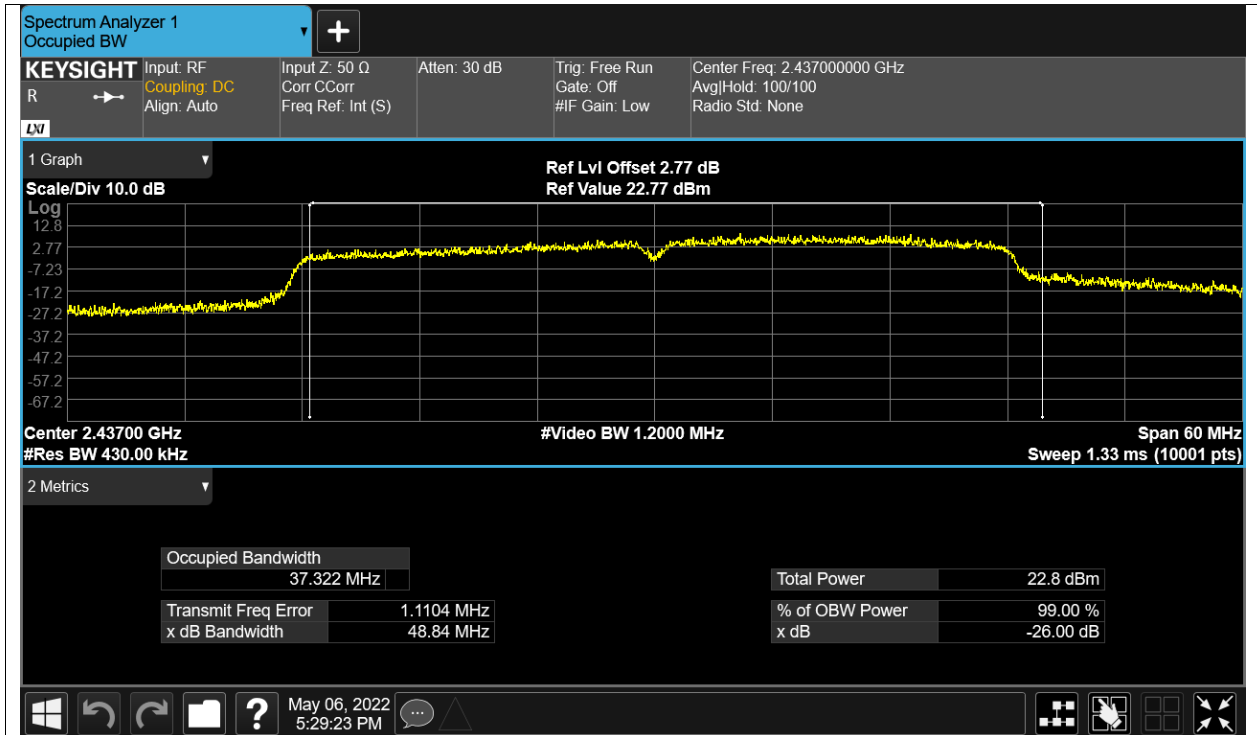 Spectrum Analyzer 1
Occupied BW
+
KEYSIGHT
R
LXI
Input: RF
Coupling: DC
Align: Auto
Input Z: 50 Ω
Corr CCorr
Freq Ref: Int (S)
Atten: 30 dB
Trig: Free Run
Gate: Off
#IF Gain: Low
Center Freq: 2.437000000 GHz
Avg|Hold: 100/100
Radio Std: None
1 Graph
Ref Lvl Offset 2.77 dB
Scale/Div 10.0 dB
Ref Value 22.77 dBm
Log
12.8
2.77
-7.23
-17.2
-27.2
-37.2
-47.2
-57.2
-67.2
Center 2.43700 GHz
#Video BW 1.2000 MHz
Span 60 MHz
#Res BW 430.00 kHz
Sweep 1.33 ms (10001 pts)
2 Metrics
Occupied Bandwidth
37.322 MHz
Total Power 22.8 dBm
Transmit Freq Error 1.1104 MHz
% of OBW Power 99.00 %
x dB Bandwidth 48.84 MHz
x dB -26.00 dB
?
May 06, 2022
5:29:23 PM